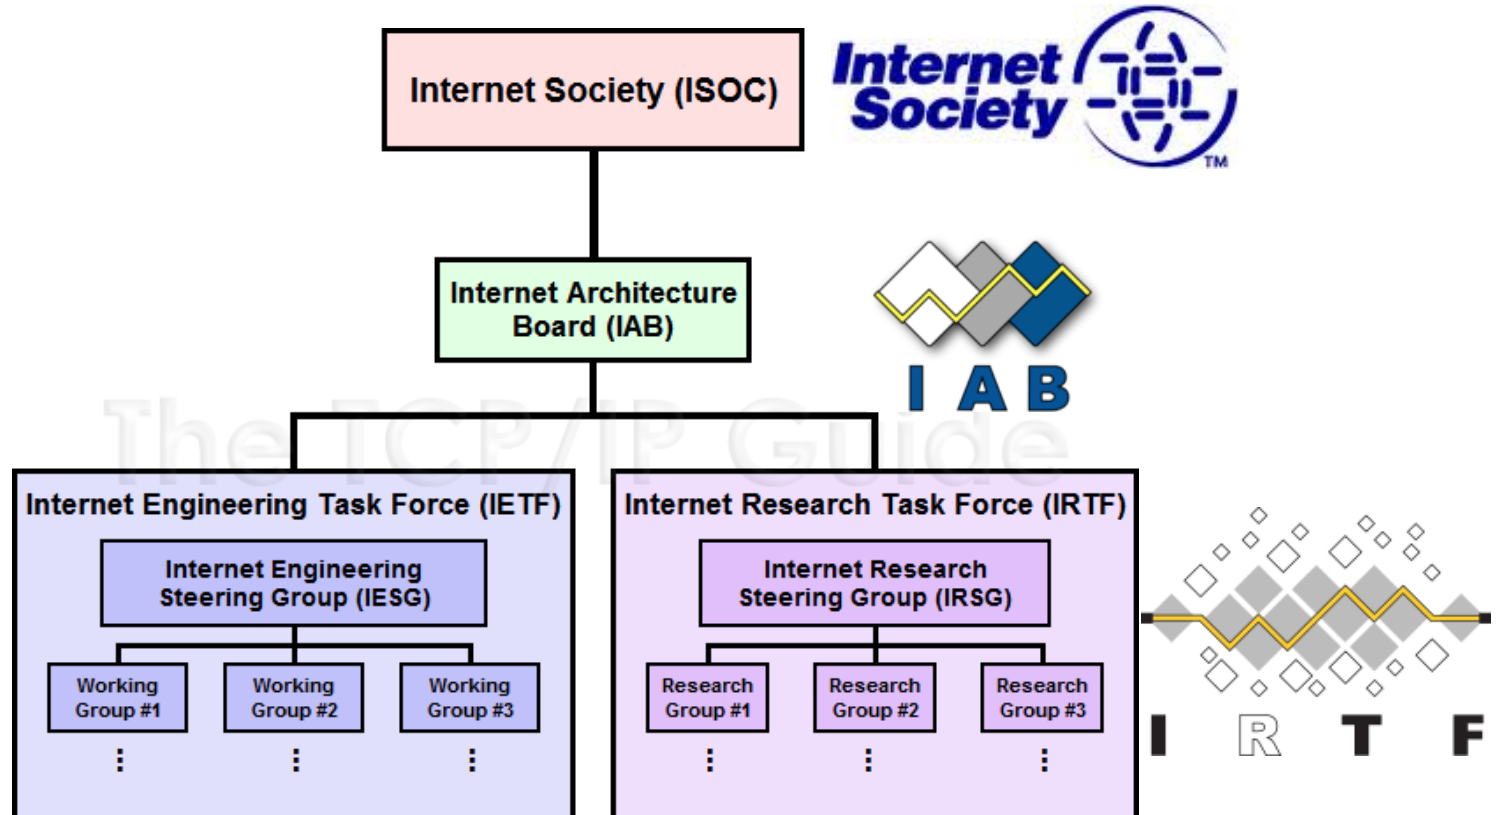 Internet Society (ISOC)
Internet
Society
TM
Internet Architecture
Board (IAB)
I A B
The TCP/IP Guide
Internet Engineering Task Force (IETF)
Internet Engineering
Steering Group (IESG)
Working
Group #1
Working
Group #2
Working
Group #3
Internet Research Task Force (IRTF)
Internet Research
Steering Group (IRSG)
Research
Group #1
Research
Group #2
Research
Group #3
I R T F